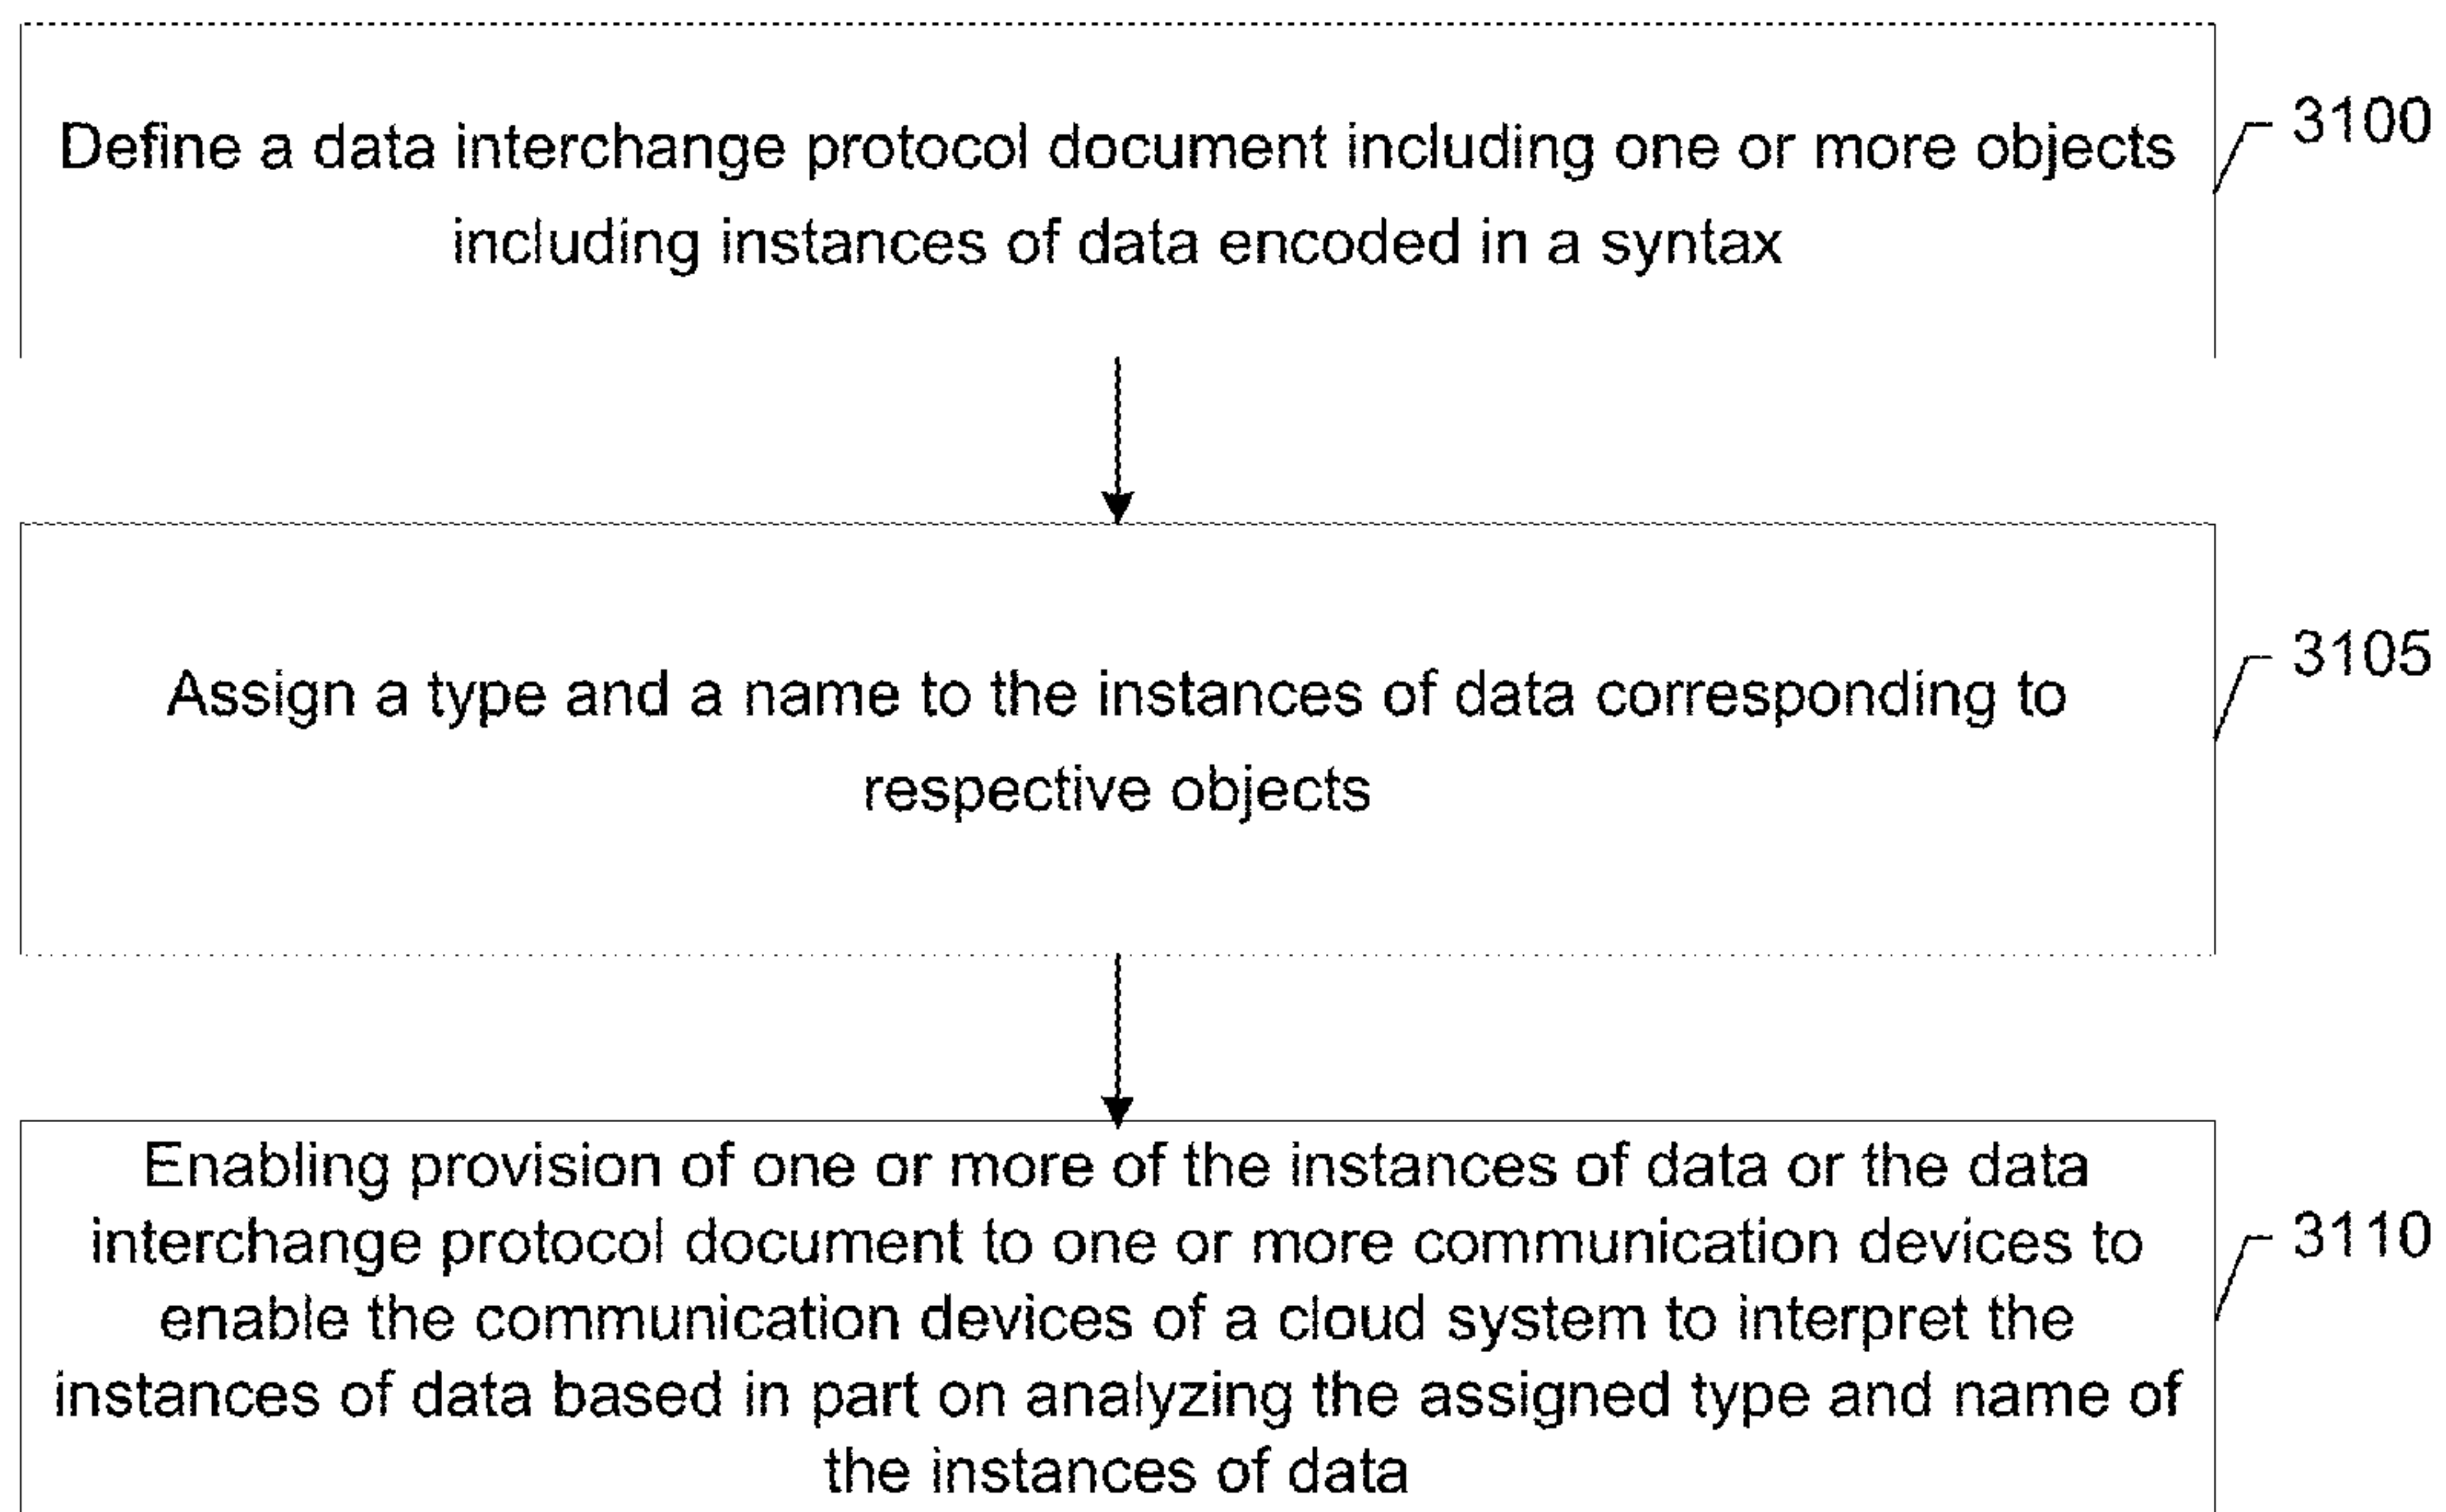 Define a data interchange protocol document including one or more objects
including instances of data encoded in a syntax
3100
Assign a type and a name to the instances of data corresponding to
respective objects
3105
Enabling provision of one or more of the instances of data or the data
interchange protocol document to one or more communication devices to
enable the communication devices of a cloud system to interpret the
instances of data based in part on analyzing the assigned type and name of
the instances of data
3110